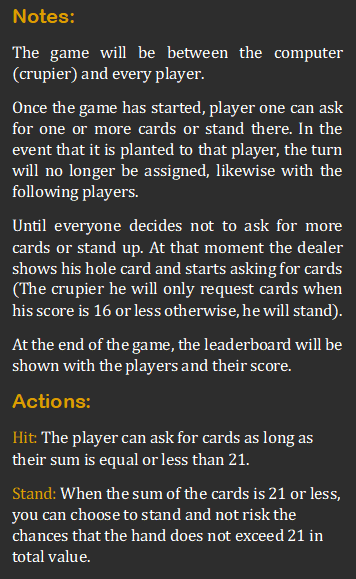 Notes:
The game will be between the computer
(crupier) and every player.
Once the game has started, player one can ask
for one or more cards or stand there. In the
event that it is planted to that player, the turn
will no longer be assigned, likewise with the
following players.
Until everyone decides not to ask for more
cards or stand up. At that moment the dealer
shows his hole card and starts asking for cards
(The crupier he will only request cards when
his score is 16 or less otherwise, he will stand).
At the end of the game, the leaderboard will be
shown with the players and their score.
Actions:
Hit: The player can ask for cards as long as
their sum is equal or less than 21.
Stand: When the sum of the cards is 21 or less,
you can choose to stand and not risk the
chances that the hand does not exceed 21 in
total value.